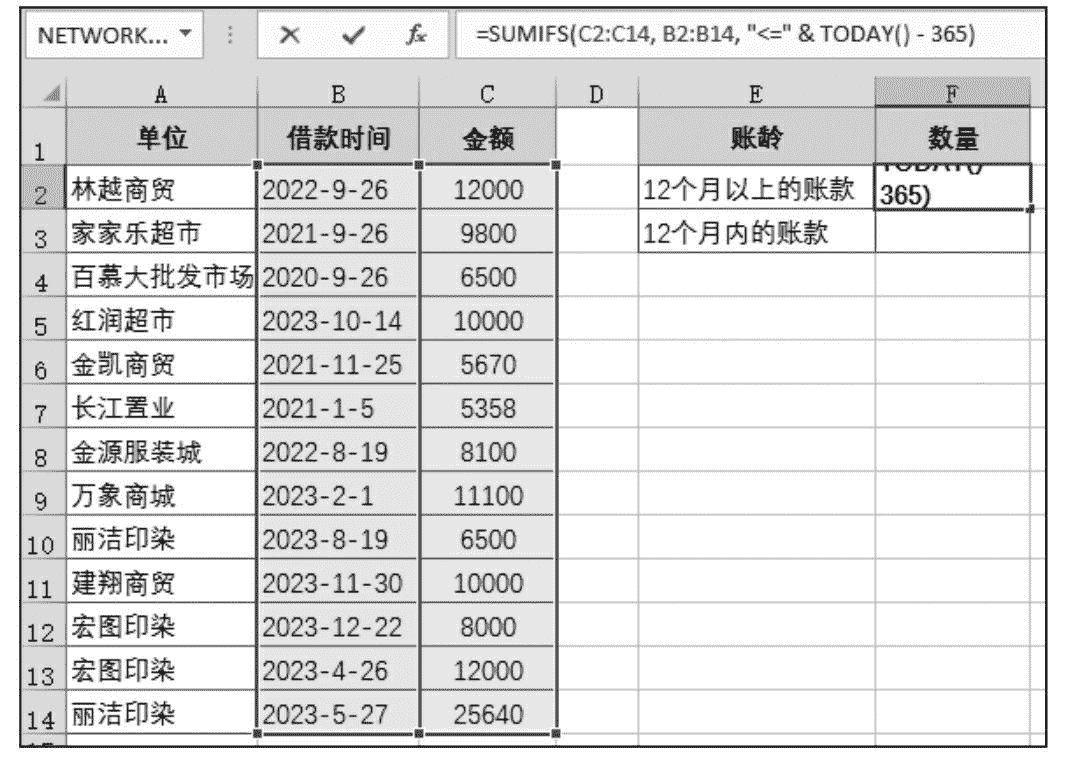 NETWORK... =SUMIFS(C2:C14, B2:B14, "<=" & TODAY() - 365)
A B C D E F
1 单位 借款时间 金额 账龄 数量
2 林越商贸 2022-9-26 12000 12个月以上的账款 TODAY() 365)
3 家家乐超市 2021-9-26 9800 12个月内的账款
4 百慕大批发市场 2020-9-26 6500
5 红润超市 2023-10-14 10000
6 金凯商贸 2021-11-25 5670
7 长江置业 2021-1-5 5358
8 金源服装城 2022-8-19 8100
9 万象商城 2023-2-1 11100
10 丽洁印染 2023-8-19 6500
11 建翔商贸 2023-11-30 10000
12 宏图印染 2023-12-22 8000
13 宏图印染 2023-4-26 12000
14 丽洁印染 2023-5-27 25640